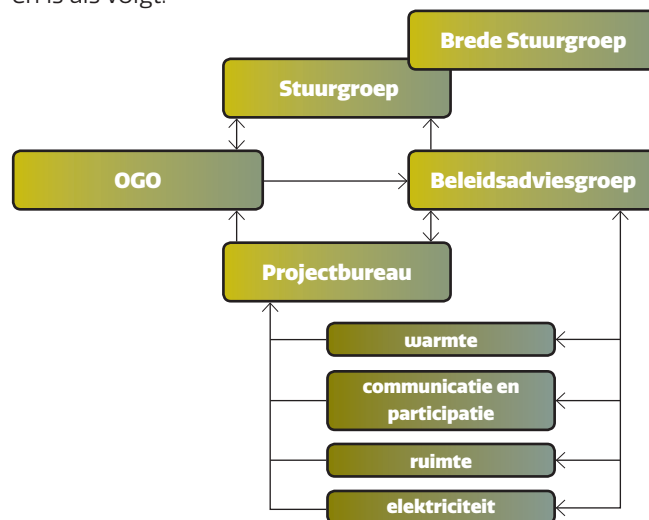 en is als volgt:
Brede Stuurgroep
Stuurgroep
OGO
Beleidsadviesgroep
Projectbureau
warmte
communicatie en
participatie
ruimte
elektriciteit